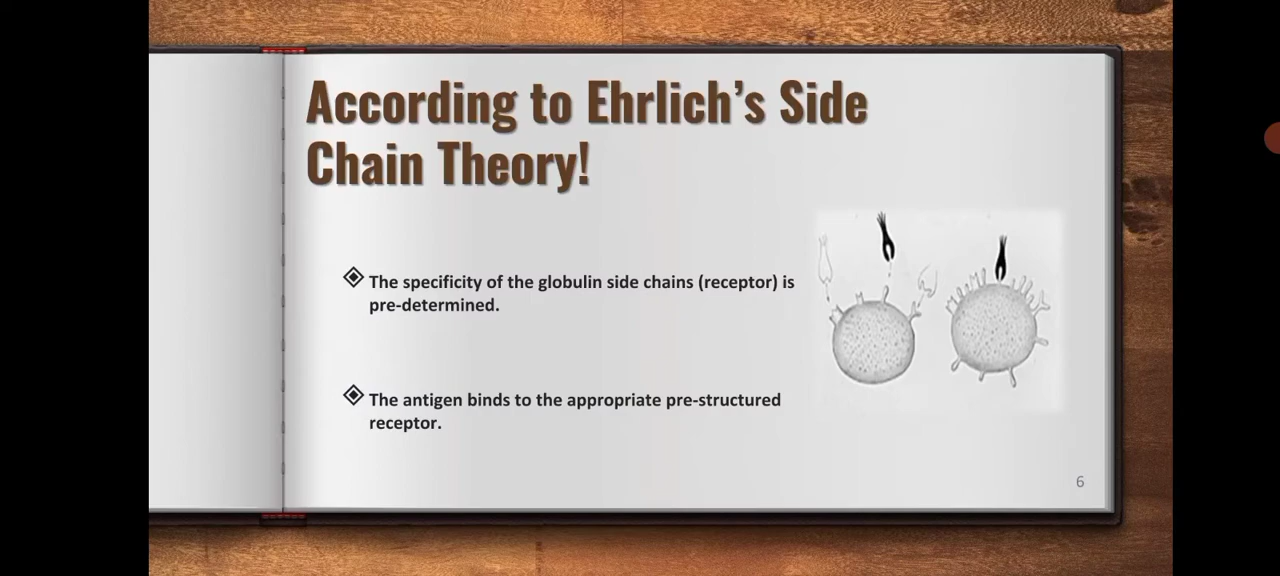 According to Ehrlich’s Side
Chain Theory!
The specificity of the globulin side chains (receptor) is
pre-determined.
The antigen binds to the appropriate pre-structured
receptor.
6